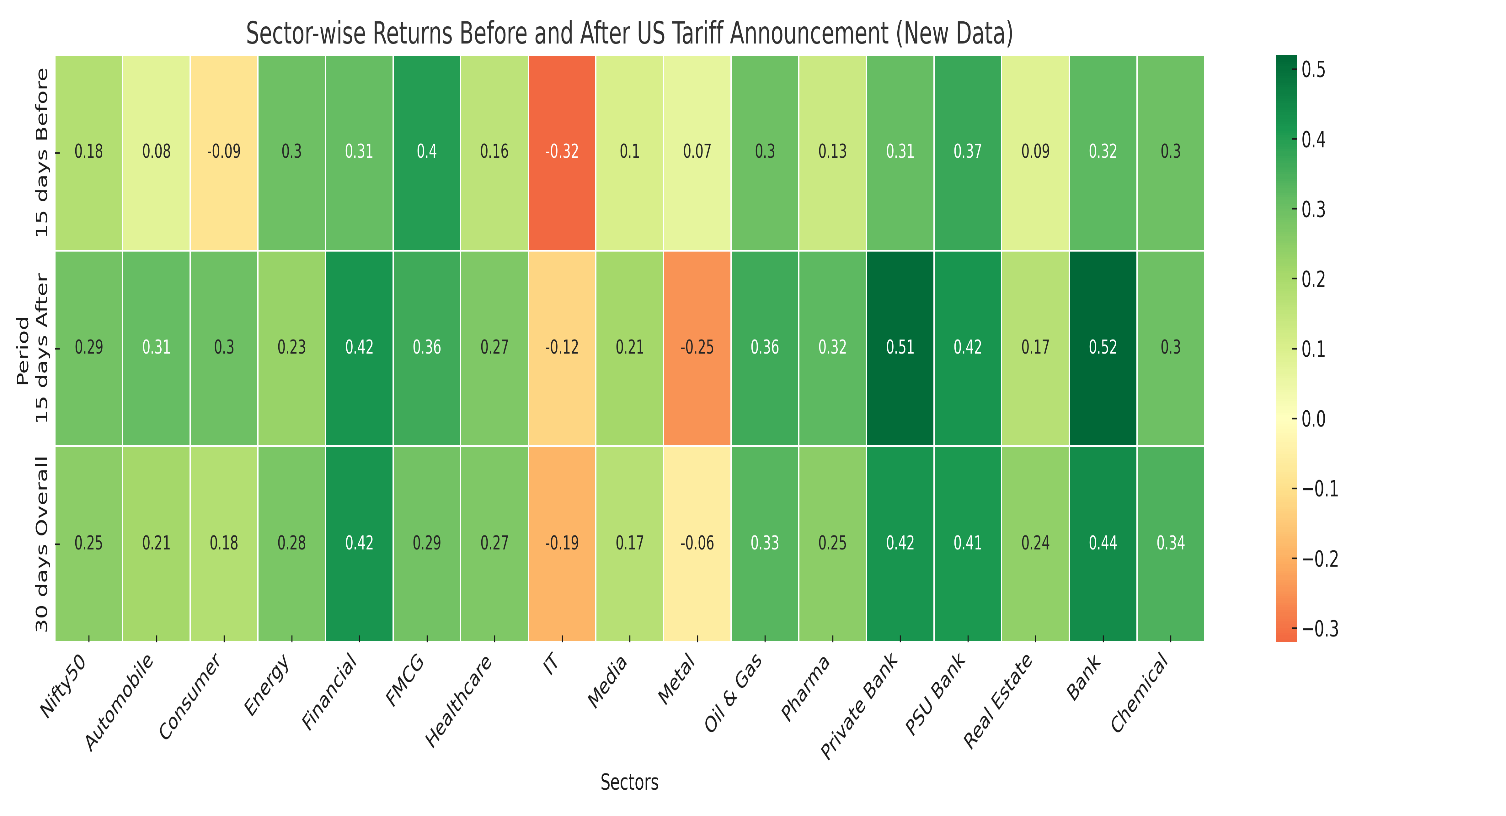 Sector-wise Returns Before and After US Tariff Announcement (New Data)
Period
15 days Before
0.18 0.08 -0.09 0.3 0.31 0.4 0.16 -0.32 0.1 0.07 0.3 0.13 0.31 0.37 0.09 0.32 0.3
15 days After
0.29 0.31 0.3 0.23 0.42 0.36 0.27 -0.12 0.21 -0.25 0.36 0.32 0.51 0.42 0.17 0.52 0.3
30 days Overall
0.25 0.21 0.18 0.28 0.42 0.29 0.27 -0.19 0.17 -0.06 0.33 0.25 0.42 0.41 0.24 0.44 0.34
Nifty50
Automobile
Consumer
Energy
Financial
FMCG
Healthcare
IT
Media
Metal
Oil & Gas
Pharma
Private Bank
PSU Bank
Real Estate
Bank
Chemical
Sectors
0.5
0.4
0.3
0.2
0.1
0.0
−0.1
−0.2
−0.3